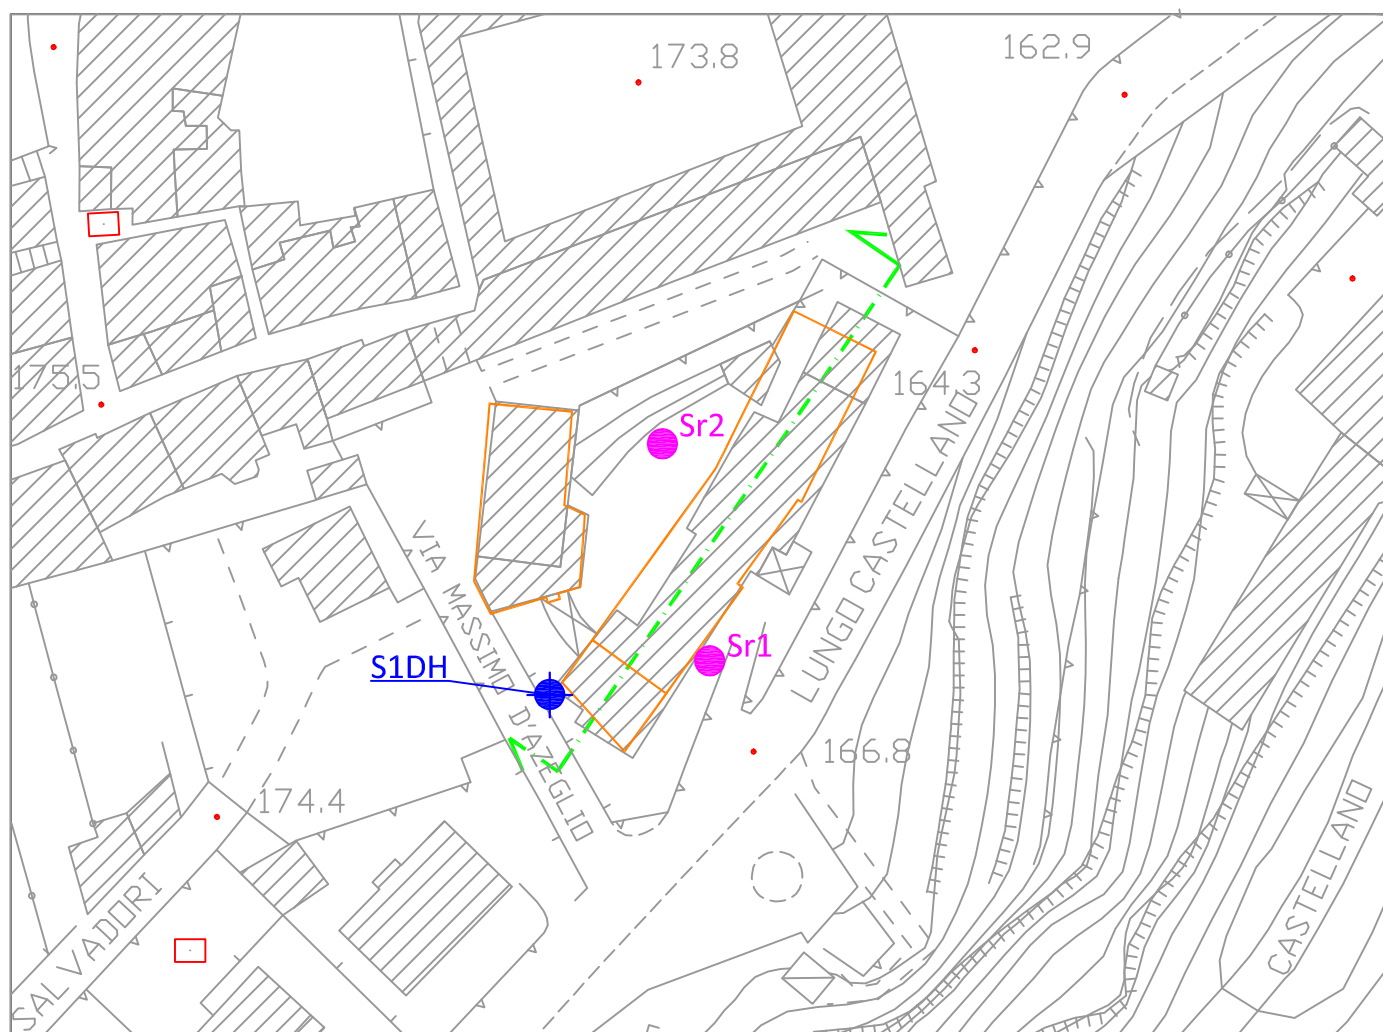 173.8
162.9
175.5
164.3
Sr2
LUNGO CASTELLANO
VIA MASSIMO D'AZEGLIO
Sr1
S1DH
166.8
174.4
CASTELLANO
SALVADORI